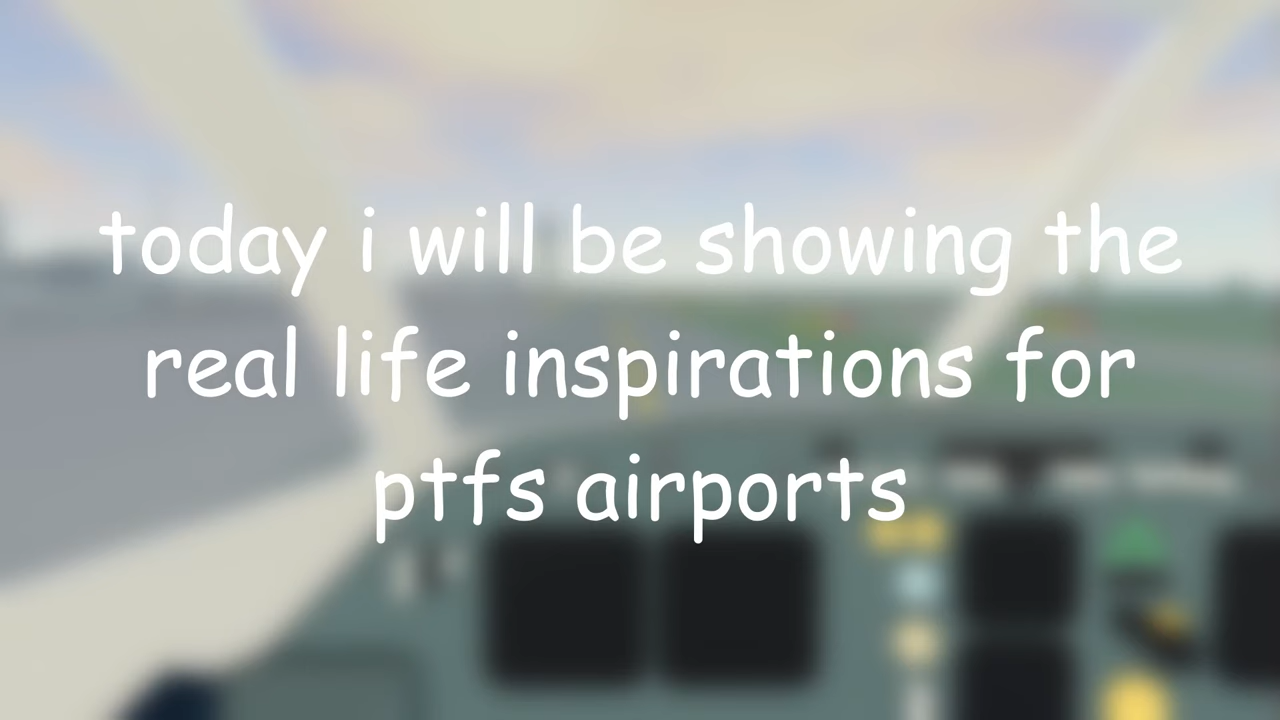 today i will be showing the
real life inspirations for
ptfs airports